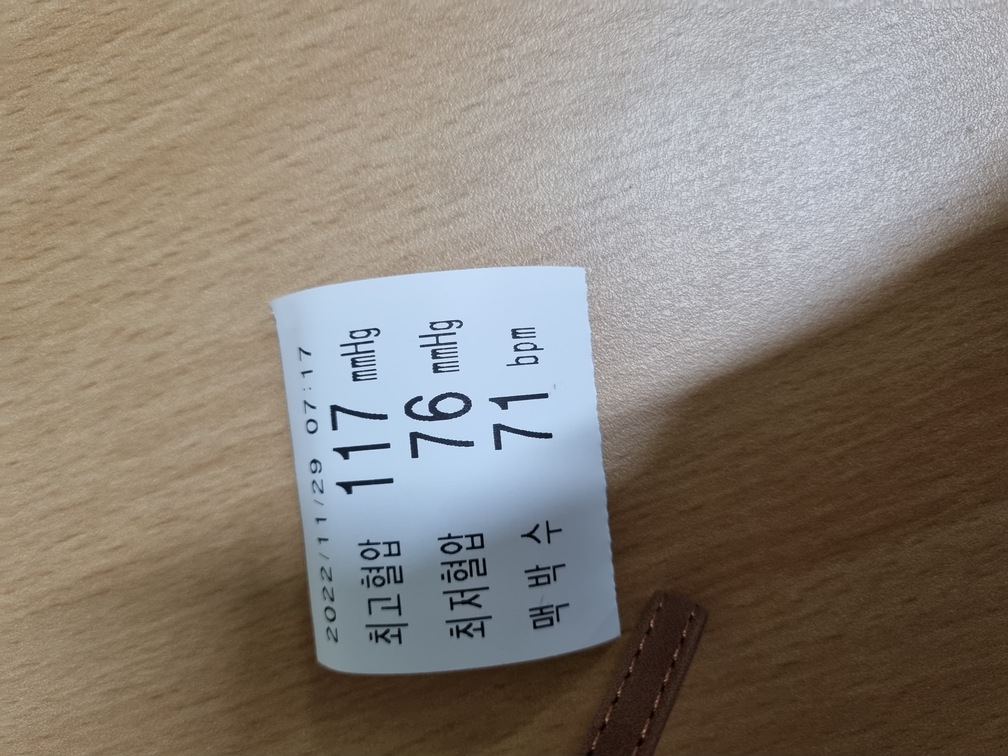 2022/11/29 07:17
최고혈압 117 mmHg
최저혈압 76 mmHg
맥 박 수 71 bpm